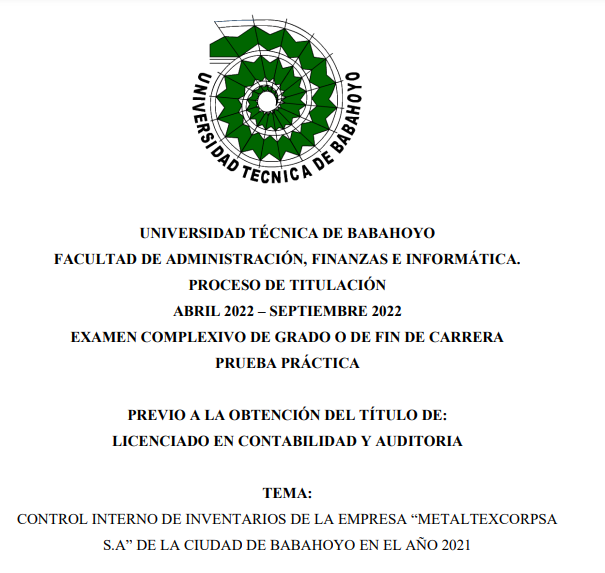 UNIVERSIDAD TECNICA DE BABAHOYO
UNIVERSIDAD TÉCNICA DE BABAHOYO
FACULTAD DE ADMINISTRACIÓN, FINANZAS E INFORMÁTICA.
PROCESO DE TITULACIÓN
ABRIL 2022 – SEPTIEMBRE 2022
EXAMEN COMPLEXIVO DE GRADO O DE FIN DE CARRERA
PRUEBA PRÁCTICA
PREVIO A LA OBTENCIÓN DEL TÍTULO DE:
LICENCIADO EN CONTABILIDAD Y AUDITORIA
TEMA:
CONTROL INTERNO DE INVENTARIOS DE LA EMPRESA “METALTEXCORPSA
S.A” DE LA CIUDAD DE BABAHOYO EN EL AÑO 2021